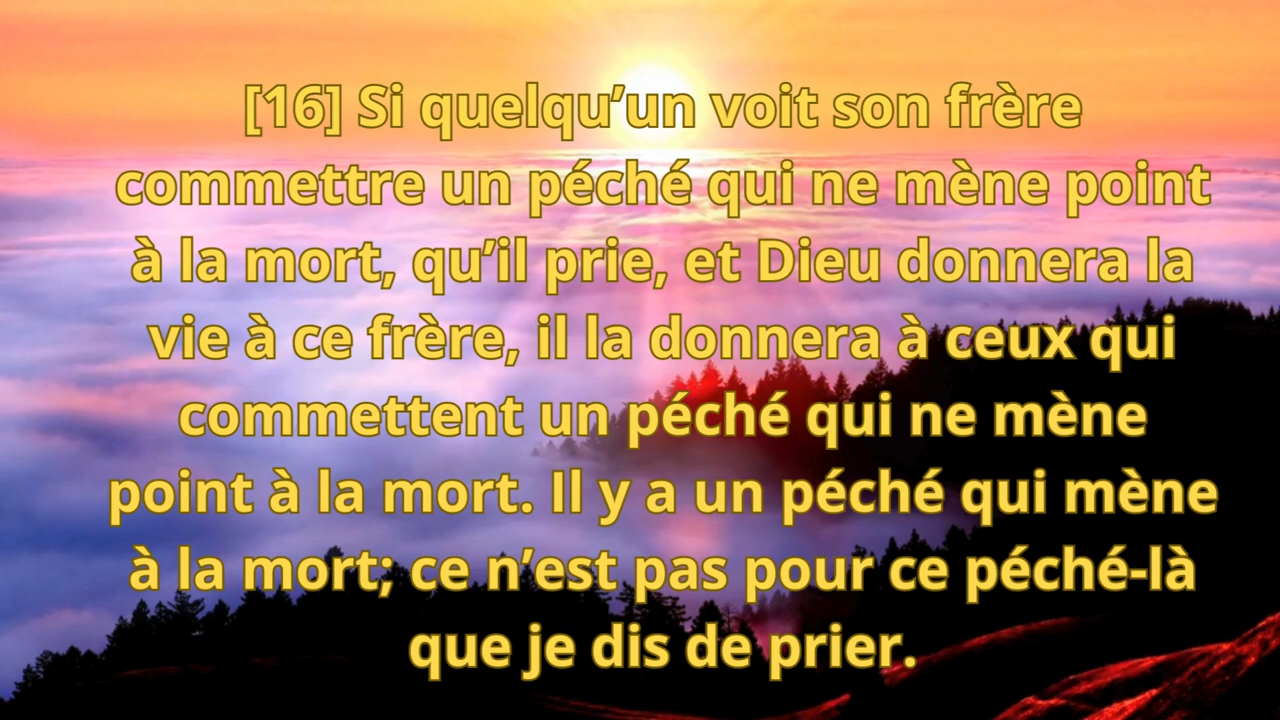 [16] Si quelqu’un voit son frère
commettre un péché qui ne mène point
à la mort, qu’il prie, et Dieu donnera la
vie à ce frère, il la donnera à ceux qui
commettent un péché qui ne mène
point à la mort. Il y a un péché qui mène
à la mort; ce n’est pas pour ce péché-là
que je dis de prier.